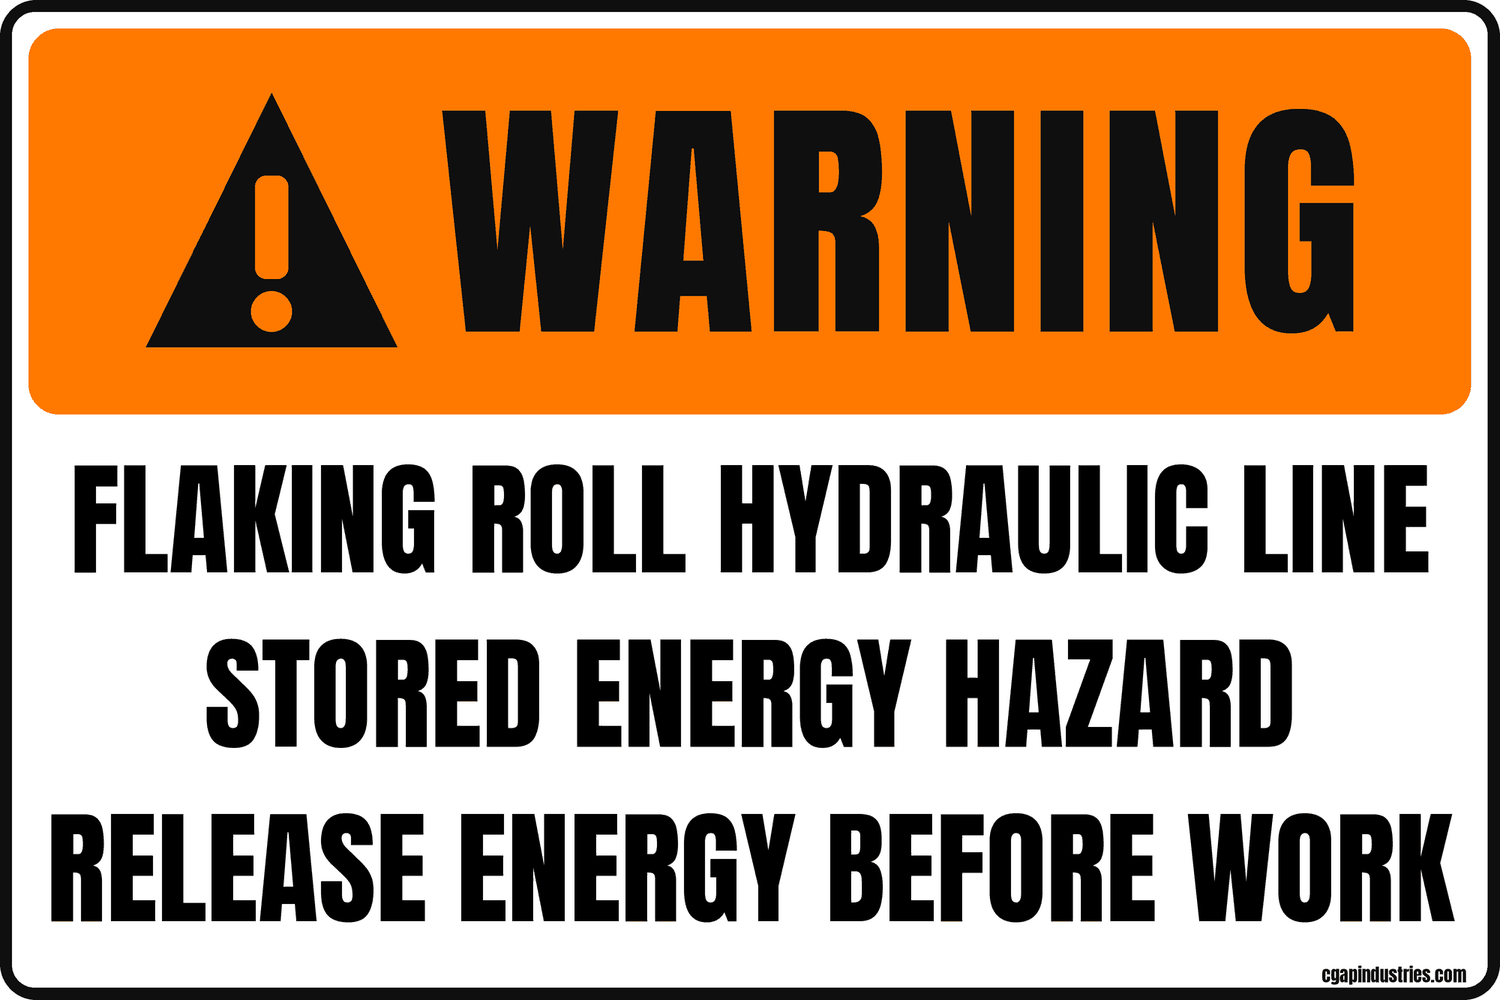 WARNING
FLAKING ROLL HYDRAULIC LINE
STORED ENERGY HAZARD
RELEASE ENERGY BEFORE WORK
cgapindustries.com